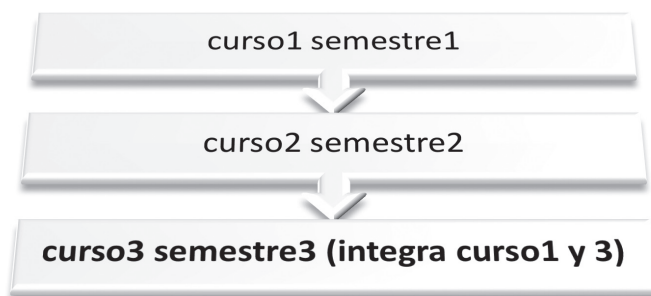 curso1 semestre1
curso2 semestre2
curso3 semestre3 (integra curso1 y 3)